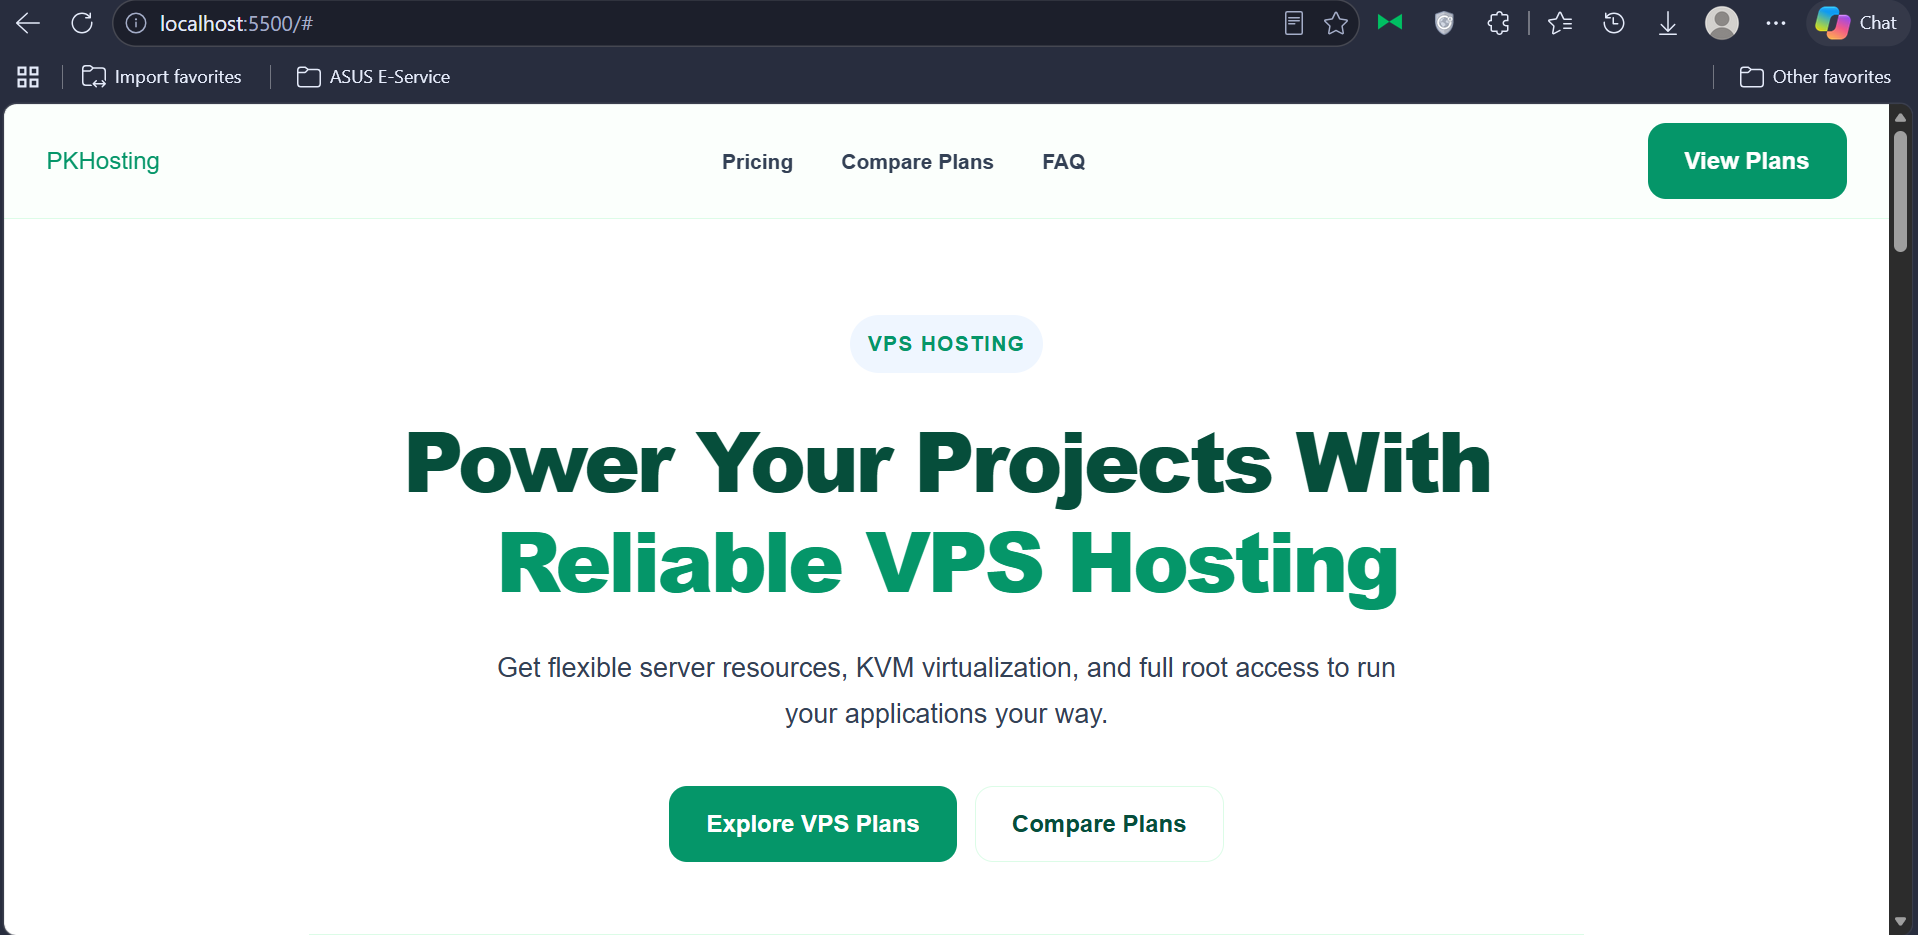 localhost:5500/#
Chat
Import favorites
ASUS E-Service
Other favorites
PKHosting
Pricing
Compare Plans
FAQ
View Plans
VPS HOSTING
Power Your Projects With
Reliable VPS Hosting
Get flexible server resources, KVM virtualization, and full root access to run
your applications your way.
Explore VPS Plans
Compare Plans